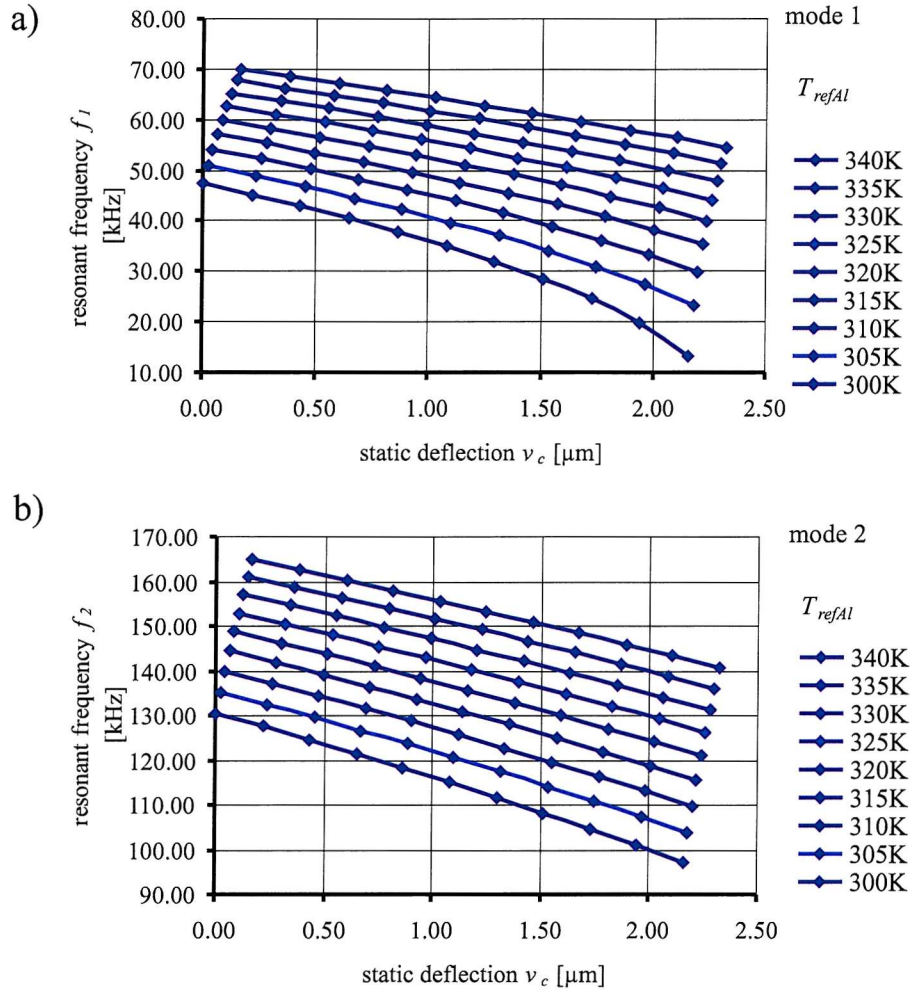 a)
mode 1
80.00
70.00
60.00
50.00
40.00
30.00
20.00
10.00
resonant frequency f1
[kHz]
0.00 0.50 1.00 1.50 2.00 2.50
static deflection vc [μm]
TrefAl
340K
335K
330K
325K
320K
315K
310K
305K
300K
b)
mode 2
170.00
160.00
150.00
140.00
130.00
120.00
110.00
100.00
90.00
resonant frequency f2
[kHz]
0.00 0.50 1.00 1.50 2.00 2.50
static deflection vc [μm]
TrefAl
340K
335K
330K
325K
320K
315K
310K
305K
300K